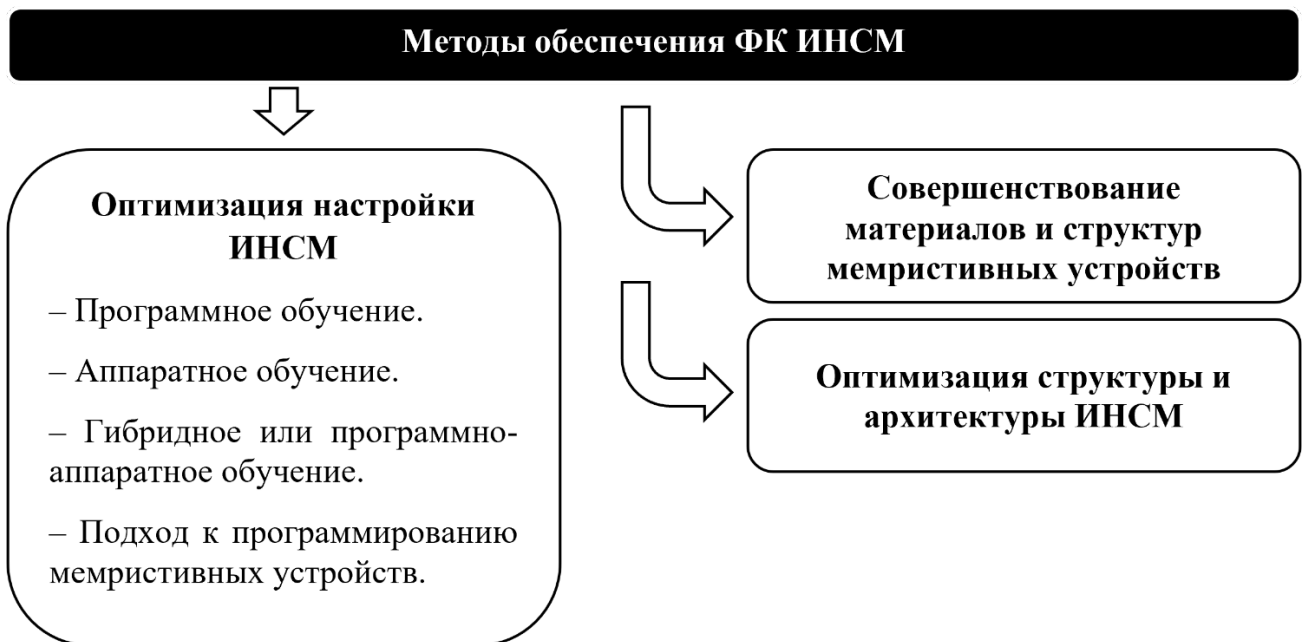 Методы обеспечения ФК ИНСМ
Оптимизация настройки
ИНСМ
– Программное обучение.
– Аппаратное обучение.
– Гибридное или программно-
аппаратное обучение.
– Подход к программированию
мемристивных устройств.
Совершенствование
материалов и структур
мемристивных устройств
Оптимизация структуры и
архитектуры ИНСМ